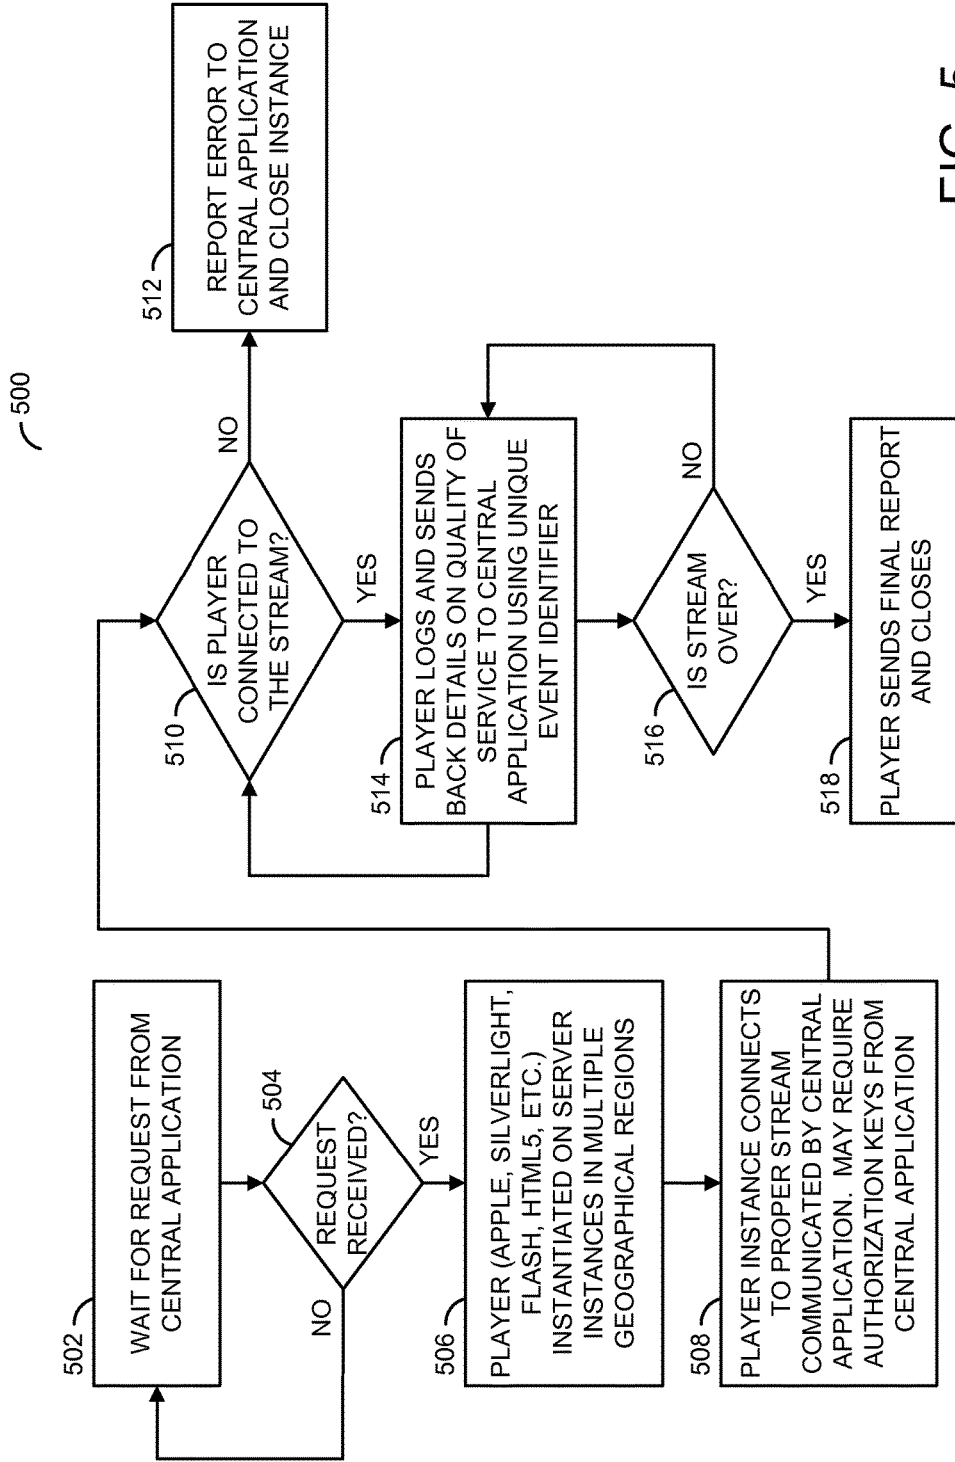 500
502
WAIT FOR REQUEST FROM
CENTRAL APPLICATION
504
REQUEST
RECEIVED?
NO
YES
506
PLAYER (APPLE, SILVERLIGHT,
FLASH, HTML5, ETC.)
INSTANTIATED ON SERVER
INSTANCES IN MULTIPLE
GEOGRAPHICAL REGIONS
508
PLAYER INSTANCE CONNECTS
TO PROPER STREAM
COMMUNICATED BY CENTRAL
APPLICATION. MAY REQUIRE
AUTHORIZATION KEYS FROM
CENTRAL APPLICATION
510
IS PLAYER
CONNECTED TO
THE STREAM?
NO
YES
512
REPORT ERROR TO
CENTRAL APPLICATION
AND CLOSE INSTANCE
514
PLAYER LOGS AND SENDS
BACK DETAILS ON QUALITY OF
SERVICE TO CENTRAL
APPLICATION USING UNIQUE
EVENT IDENTIFIER
516
IS STREAM
OVER?
NO
YES
518
PLAYER SENDS FINAL REPORT
AND CLOSES
FIG. 5